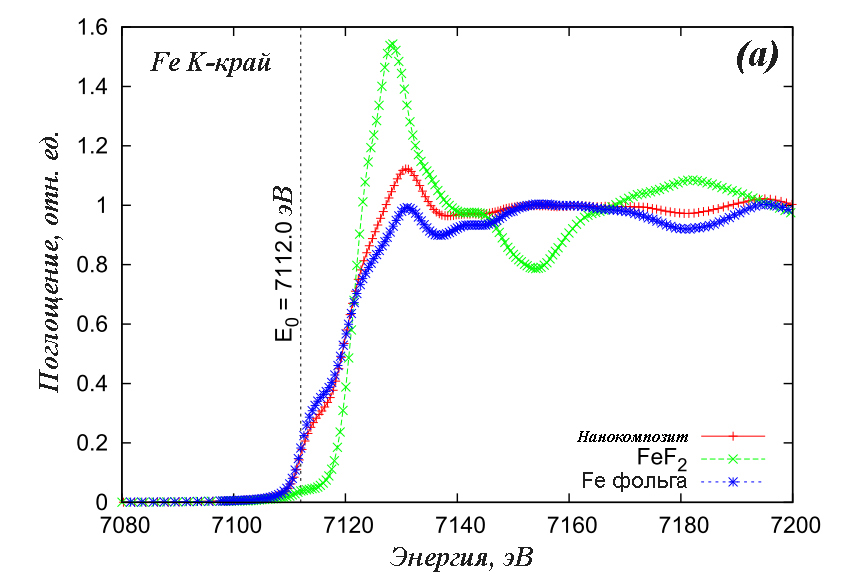 Fe K-край
(a)
Поглощение, отн. ед.
1.6
1.4
1.2
1
0.8
0.6
0.4
0.2
0
E0 = 7112.0 эВ
Нанокомпозит
FeF2
Fe фольга
7080
7100
7120
7140
7160
7180
7200
Энергия, эВ